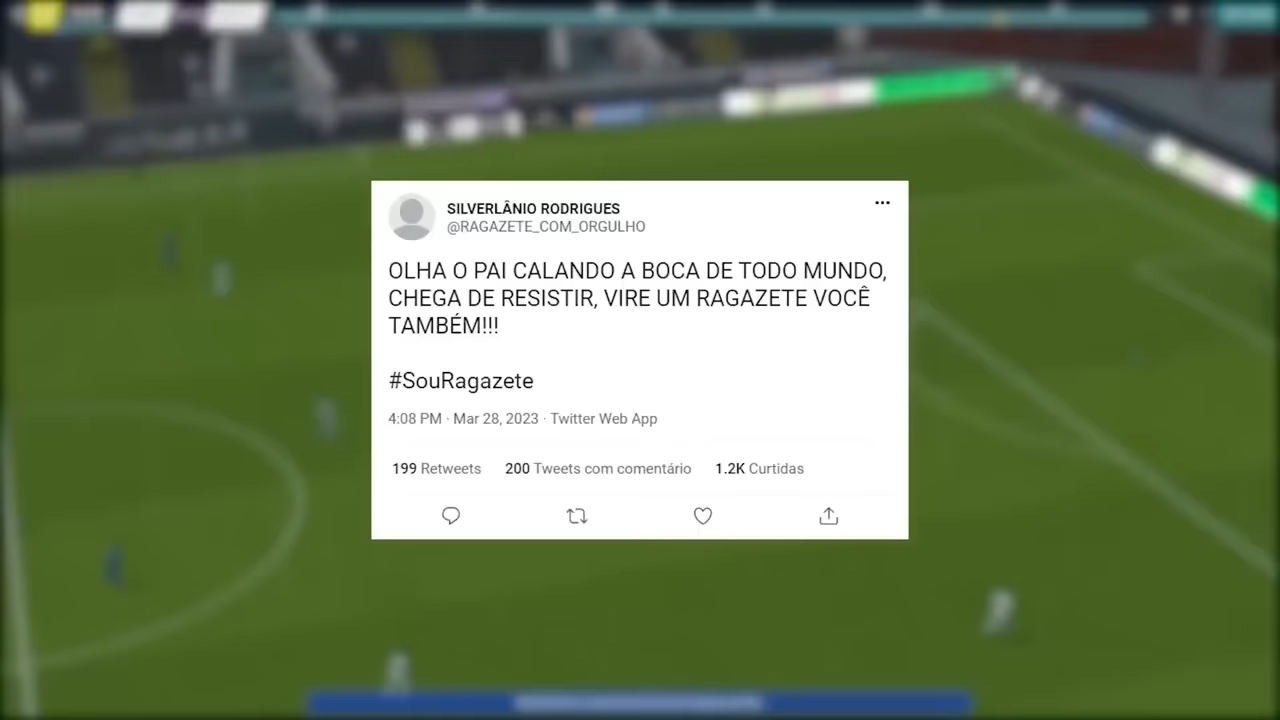 SILVERLÂNIO RODRIGUES
@RAGAZETE_COM_ORGULHO
OLHA O PAI CALANDO A BOCA DE TODO MUNDO,
CHEGA DE RESISTIR, VIRE UM RAGAZETE VOCÊ
TAMBÉM!!!
#SouRagazete
4:08 PM · Mar 28, 2023 · Twitter Web App
199 Retweets 200 Tweets com comentário 1.2K Curtidas